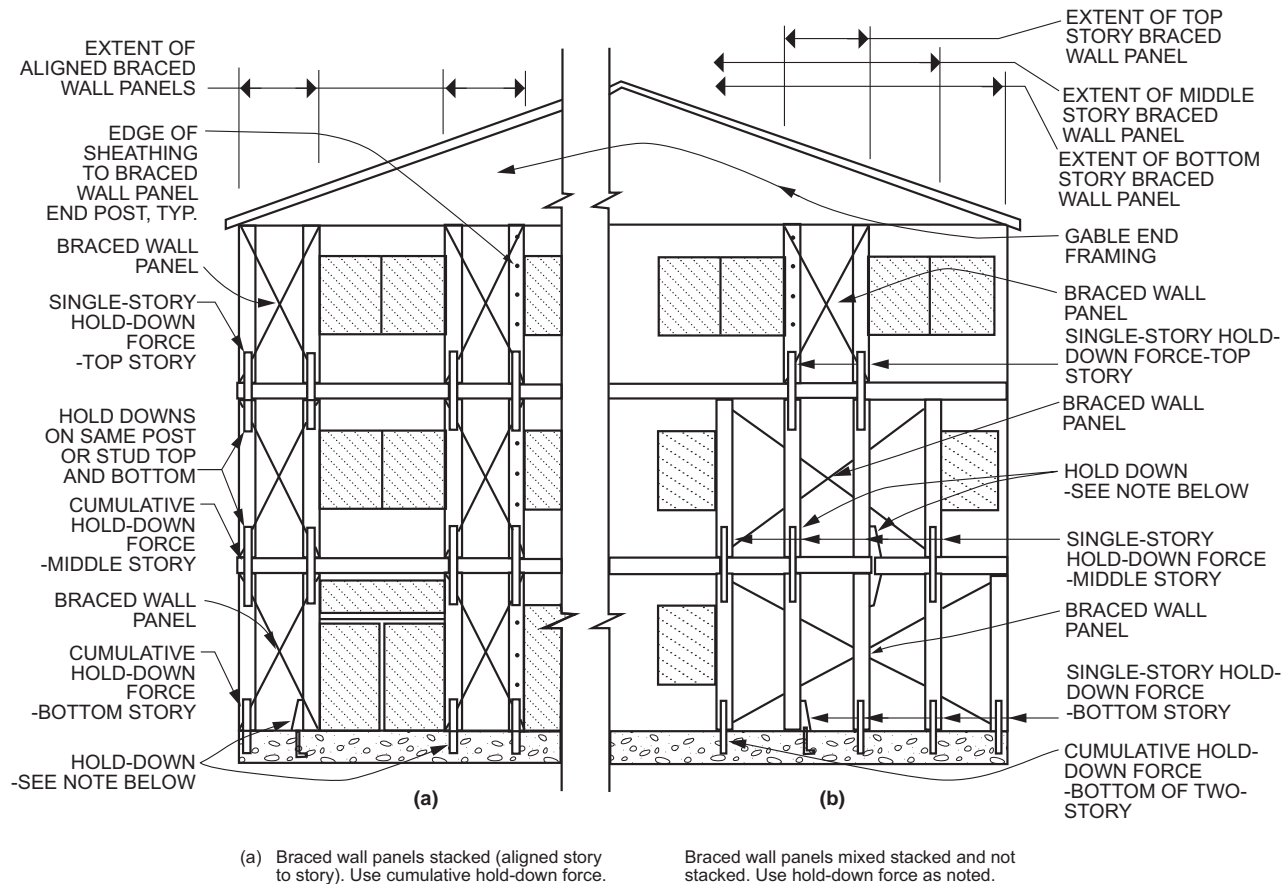 EXTENT OF
ALIGNED BRACED
WALL PANELS
EDGE OF
SHEATHING
TO BRACED
WALL PANEL
END POST, TYP.
BRACED WALL
PANEL
SINGLE-STORY
HOLD-DOWN
FORCE
-TOP STORY
HOLD DOWNS
ON SAME POST
OR STUD TOP
AND BOTTOM
CUMULATIVE
HOLD-DOWN
FORCE
-MIDDLE STORY
BRACED WALL
PANEL
CUMULATIVE
HOLD-DOWN
FORCE
-BOTTOM STORY
HOLD-DOWN
-SEE NOTE BELOW
EXTENT OF TOP
STORY BRACED
WALL PANEL
EXTENT OF MIDDLE
STORY BRACED
WALL PANEL
EXTENT OF BOTTOM
STORY BRACED
WALL PANEL
GABLE END
FRAMING
BRACED WALL
PANEL
SINGLE-STORY HOLD-
DOWN FORCE-TOP
STORY
BRACED WALL
PANEL
HOLD DOWN
-SEE NOTE BELOW
SINGLE-STORY
HOLD-DOWN FORCE
-MIDDLE STORY
BRACED WALL
PANEL
SINGLE-STORY HOLD-
DOWN FORCE
-BOTTOM STORY
CUMULATIVE HOLD-
DOWN FORCE
-BOTTOM OF TWO-
STORY
(a)
(b)
(a) Braced wall panels stacked (aligned story
to story). Use cumulative hold-down force.
Braced wall panels mixed stacked and not
stacked. Use hold-down force as noted.